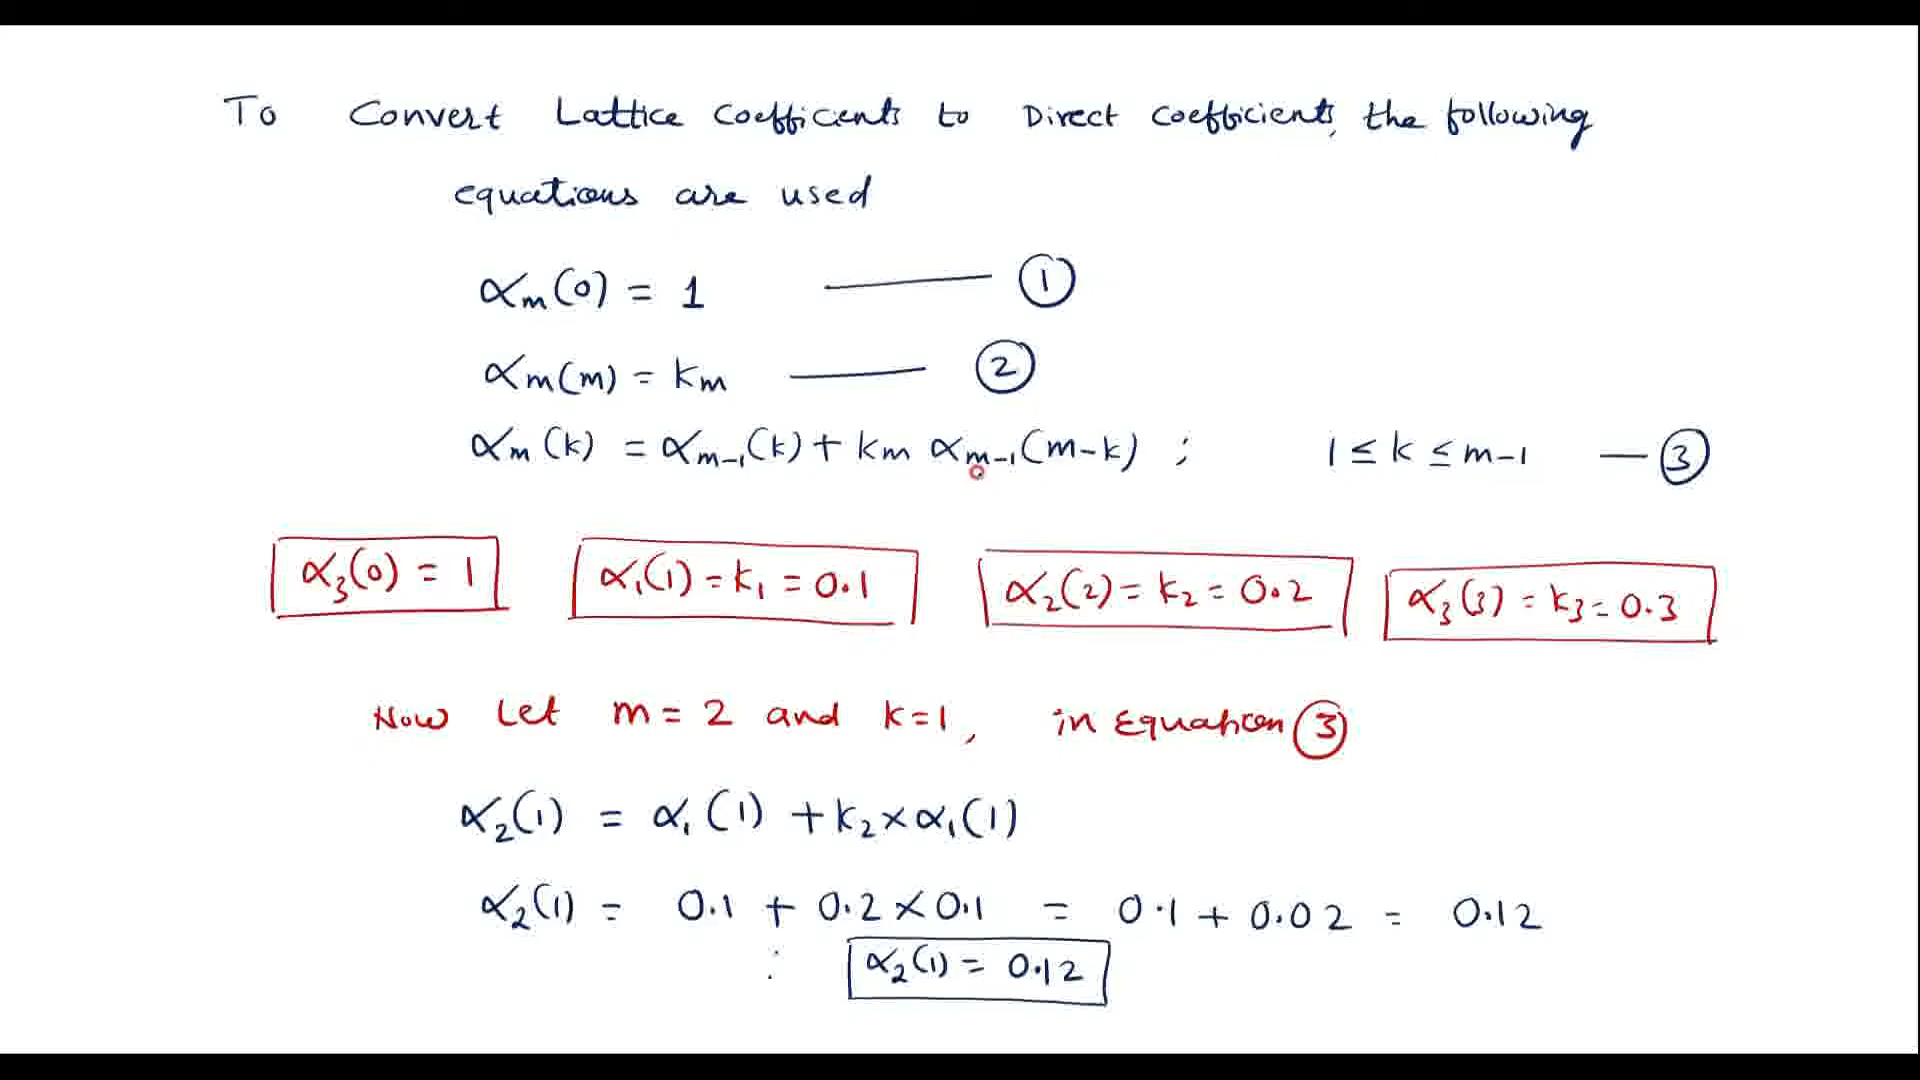 To Convert Lattice Coefficients to Direct Coefficients, the following
equations are used
αm(0) = 1 —— ①
αm(m) = km —— ②
αm(k) = αm-1(k) + km αm-1(m-k) ; 1 ≤ k ≤ m-1 — ③
α3(0) = 1 α1(1) = k1 = 0.1 α2(2) = k2 = 0.2 α3(3) = k3 = 0.3
Now Let m = 2 and k=1, in Equation ③
α2(1) = α1(1) + k2 × α1(1)
α2(1) = 0.1 + 0.2 × 0.1 = 0.1 + 0.02 = 0.12
∴ α2(1) = 0.12